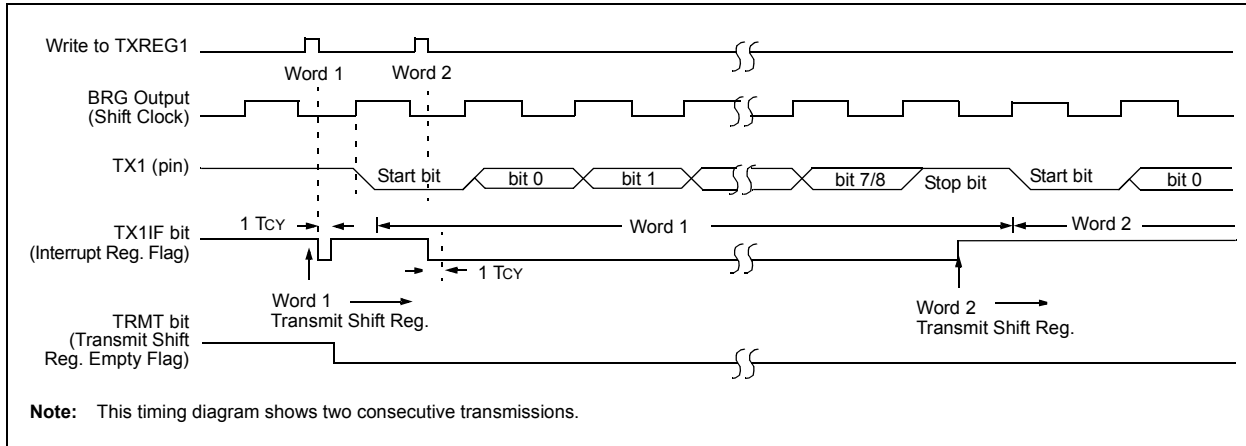 Write to TXREG1
Word 1
Word 2
BRG Output
(Shift Clock)
TX1 (pin)
Start bit
bit 0
bit 1
bit 7/8
Stop bit
Start bit
bit 0
1 TCY
Word 1
Word 2
TX1IF bit
(Interrupt Reg. Flag)
1 TCY
Word 1
Transmit Shift Reg.
Word 2
Transmit Shift Reg.
TRMT bit
(Transmit Shift
Reg. Empty Flag)
Note: This timing diagram shows two consecutive transmissions.